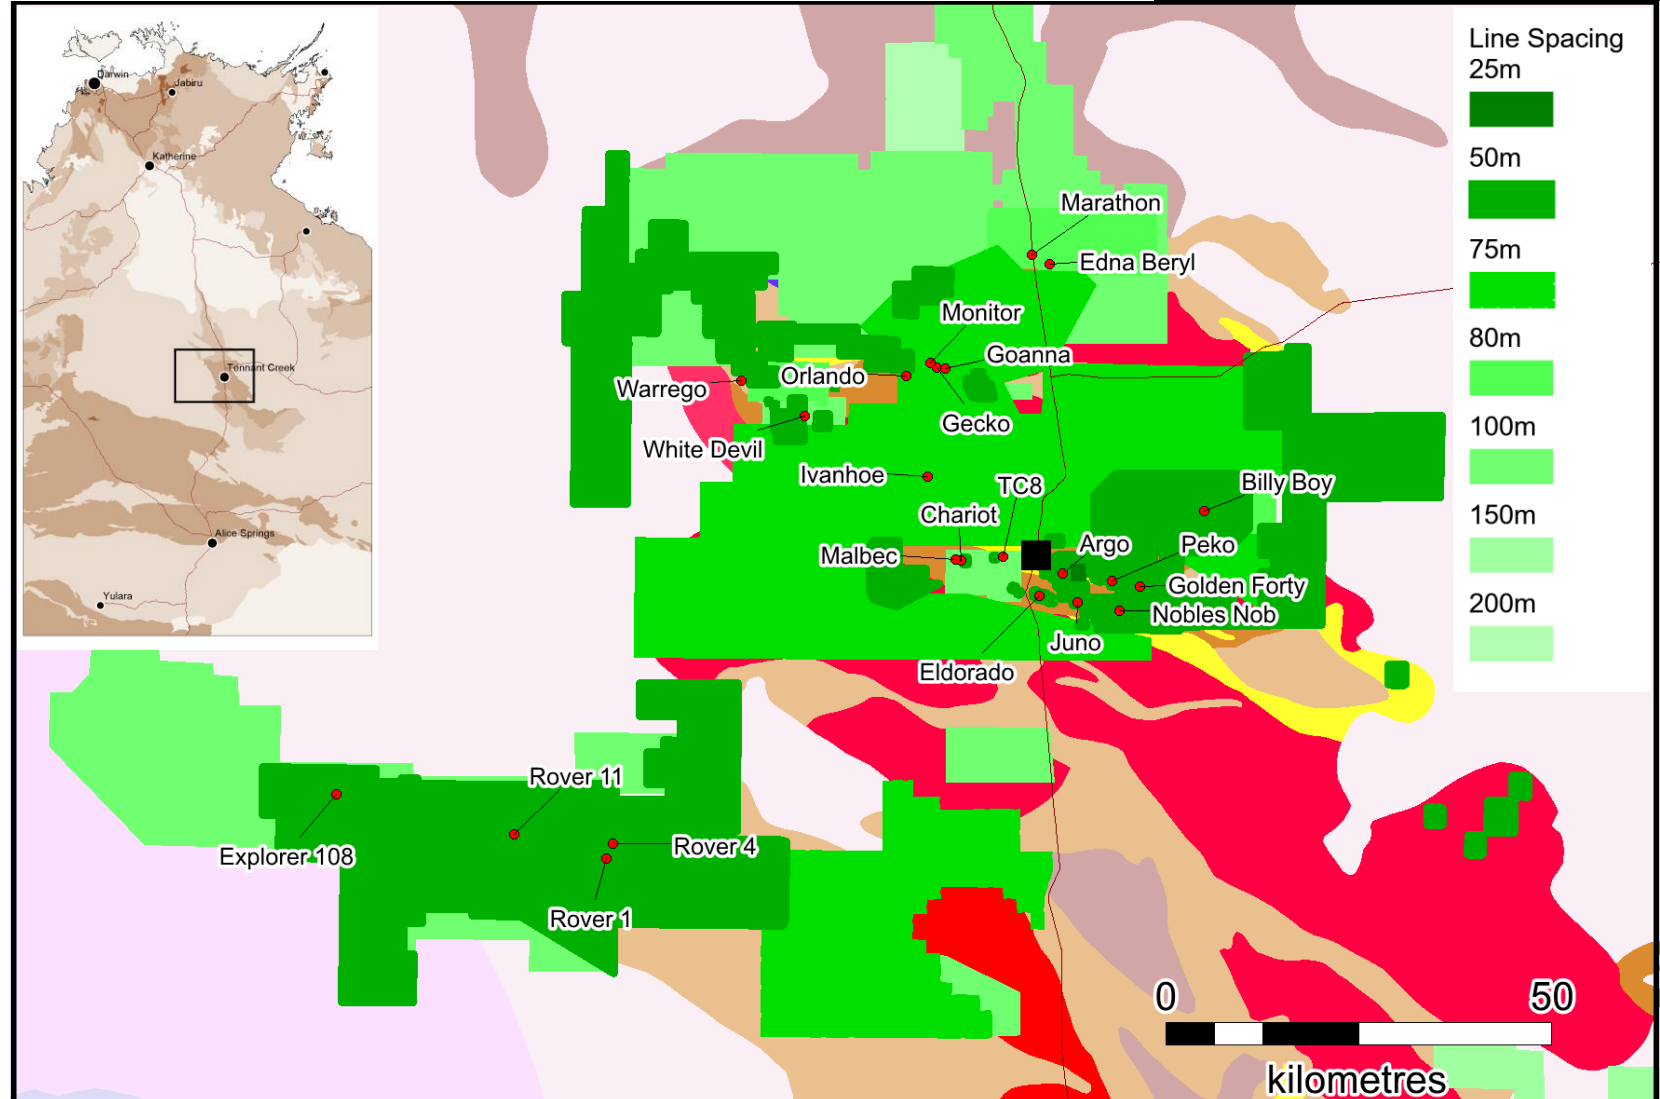 Darwin
Jabiru
Katherine
Tennant Creek
Alice Springs
Yulara
Line Spacing
25m
50m
75m
80m
100m
150m
200m
Marathon
Edna Beryl
Monitor
Goanna
Orlando
Warrego
Gecko
White Devil
Ivanhoe
TC8
Billy Boy
Chariot
Malbec
Argo
Peko
Golden Forty
Nobles Nob
Juno
Eldorado
Rover 11
Rover 4
Explorer 108
Rover 1
0 50
kilometres